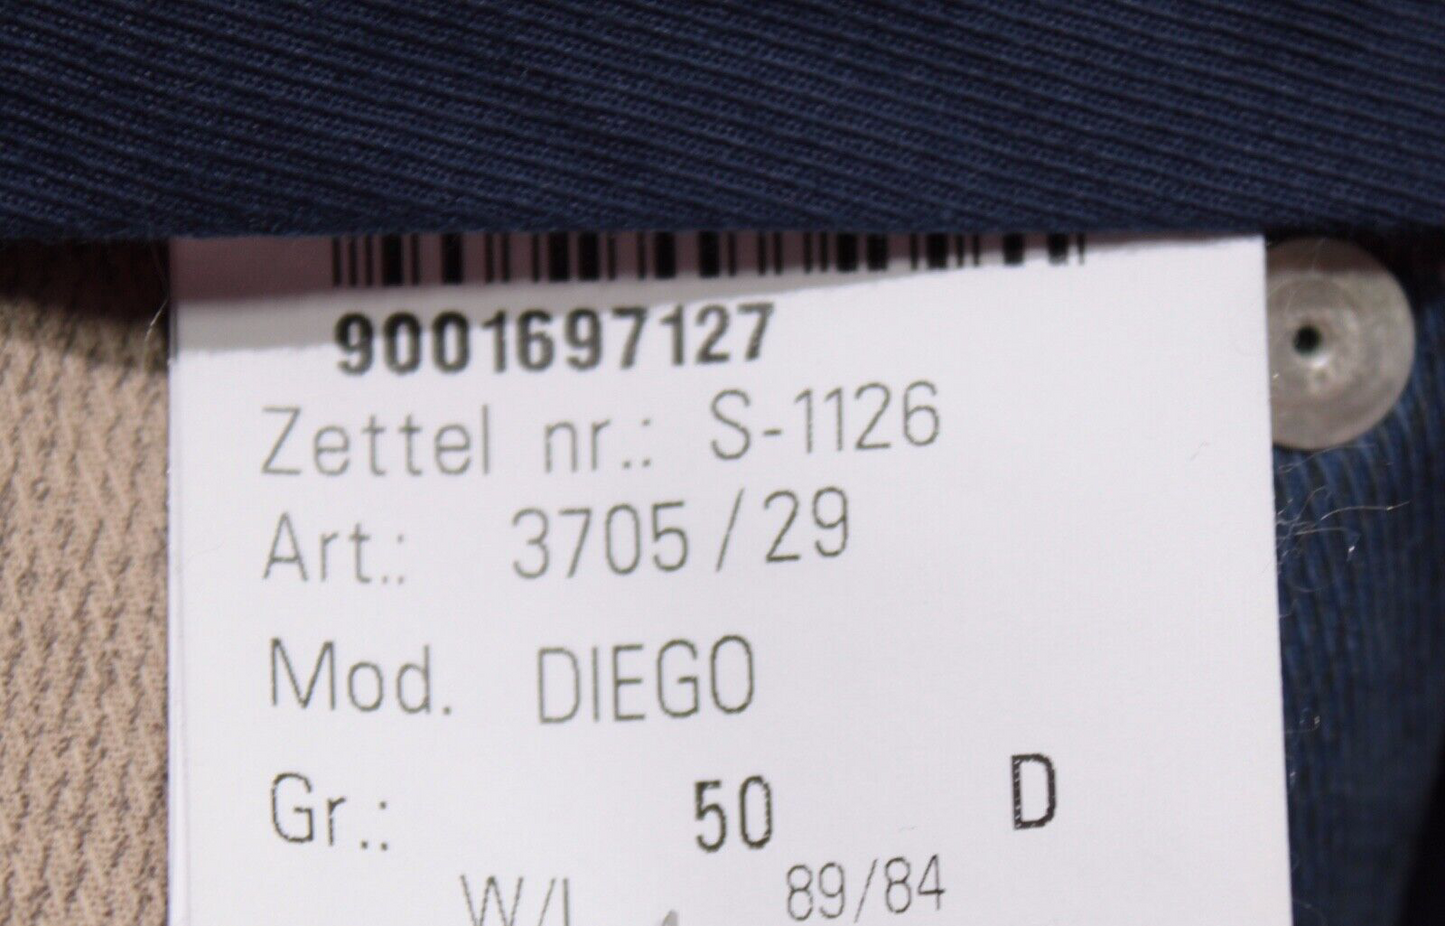 9001697127
Zettel nr.: S-1126
Art.: 3705/29
Mod. DIEGO
Gr.: 50 D
W/L 89/84